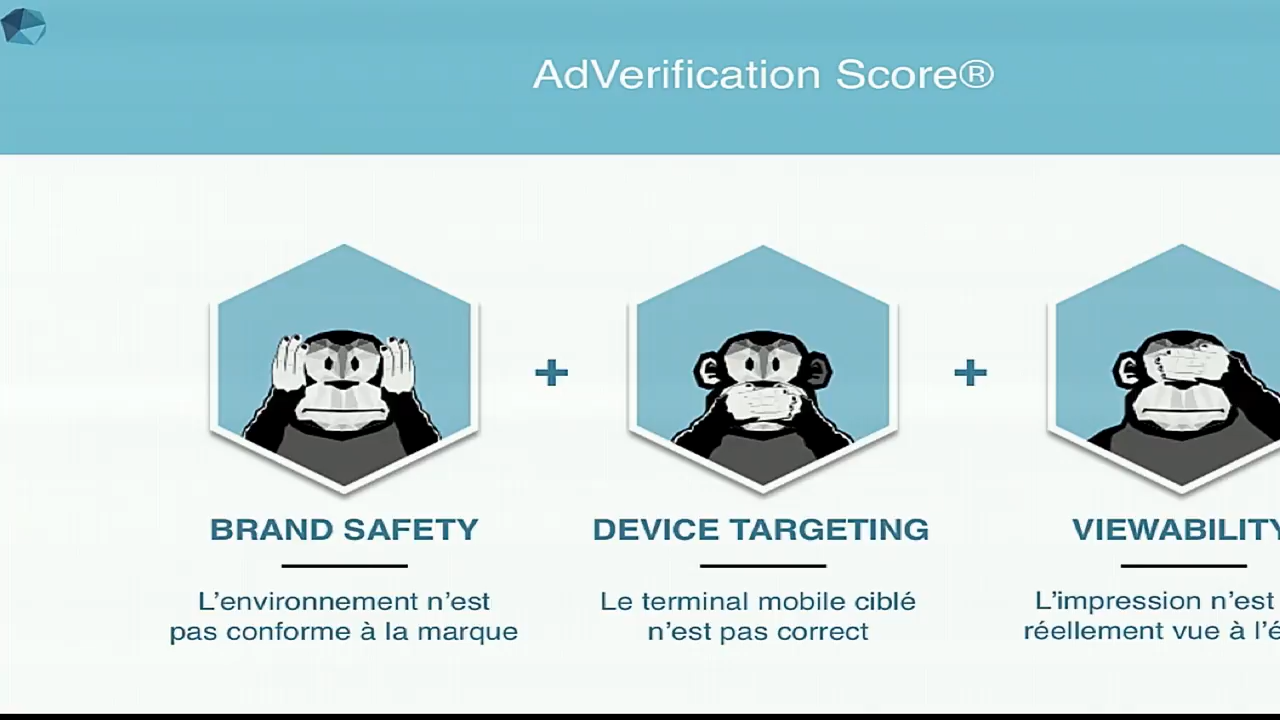 AdVerification Score®
BRAND SAFETY
L’environnement n’est
pas conforme à la marque
DEVICE TARGETING
Le terminal mobile ciblé
n’est pas correct
VIEWABILITY
L’impression n’est
réellement vue à l’é